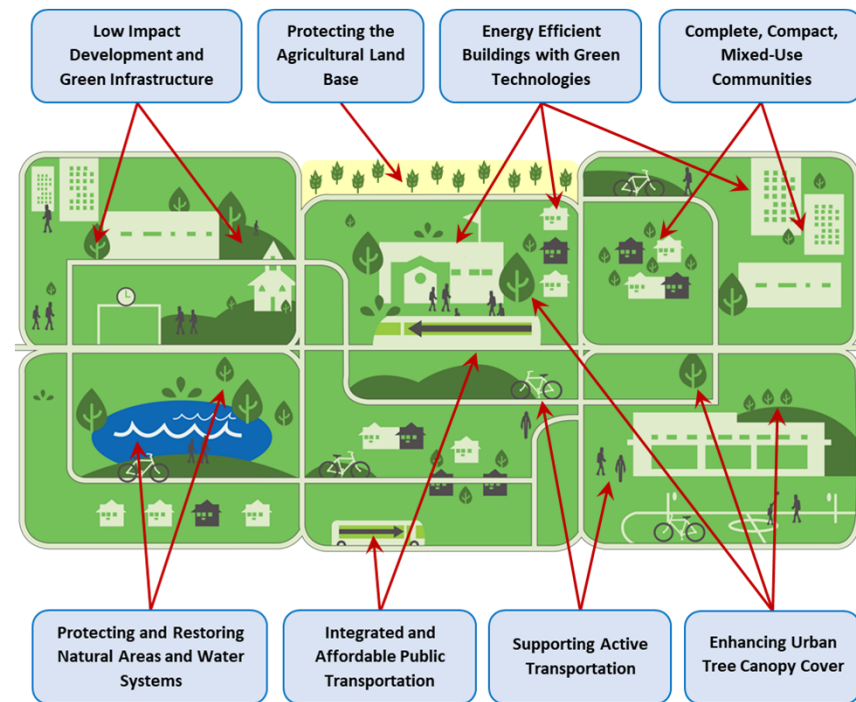 Low Impact
Development and
Green Infrastructure
Protecting the
Agricultural Land
Base
Energy Efficient
Buildings with Green
Technologies
Complete, Compact,
Mixed-Use
Communities
Protecting and Restoring
Natural Areas and Water
Systems
Integrated and
Affordable Public
Transportation
Supporting Active
Transportation
Enhancing Urban
Tree Canopy Cover